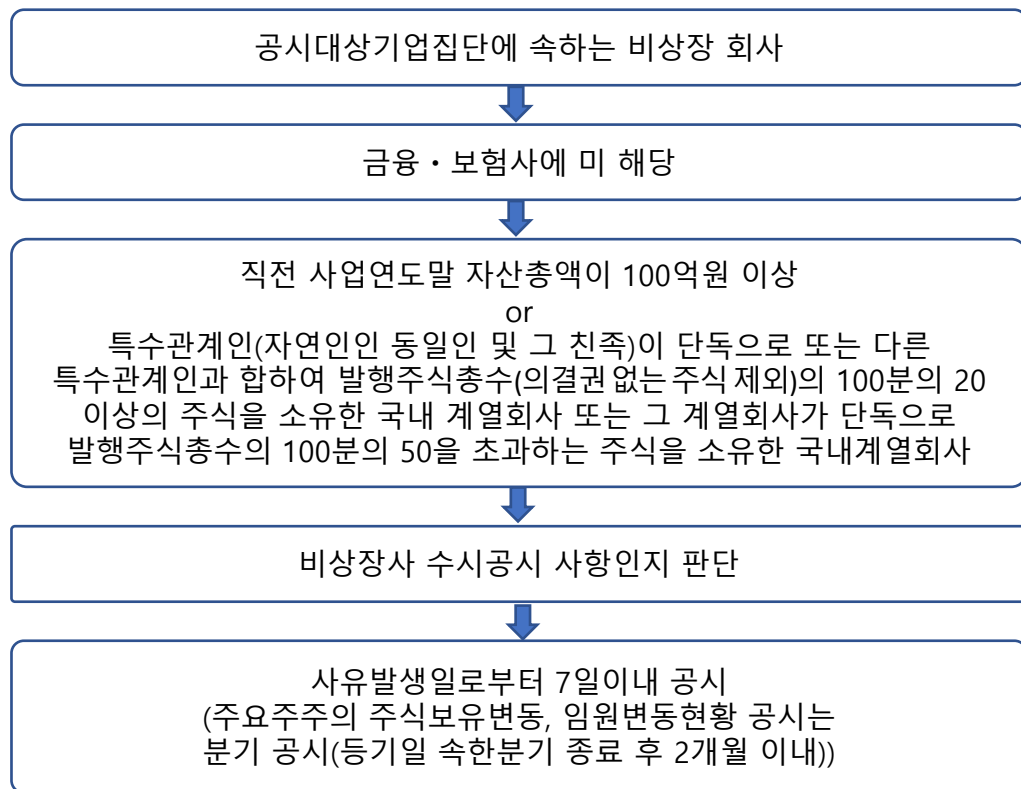 공시대상기업집단에 속하는 비상장 회사
금융・보험사에 미 해당
직전 사업연도말 자산총액이 100억원 이상
or
특수관계인(자연인인 동일인 및 그 친족)이 단독으로 또는 다른
특수관계인과 합하여 발행주식총수(의결권 없는 주식 제외)의 100분의 20
이상의 주식을 소유한 국내 계열회사 또는 그 계열회사가 단독으로
발행주식총수의 100분의 50을 초과하는 주식을 소유한 국내계열회사
비상장사 수시공시 사항인지 판단
사유발생일로부터 7일이내 공시
(주요주주의 주식보유변동, 임원변동현황 공시는
분기 공시(등기일 속한분기 종료 후 2개월 이내))